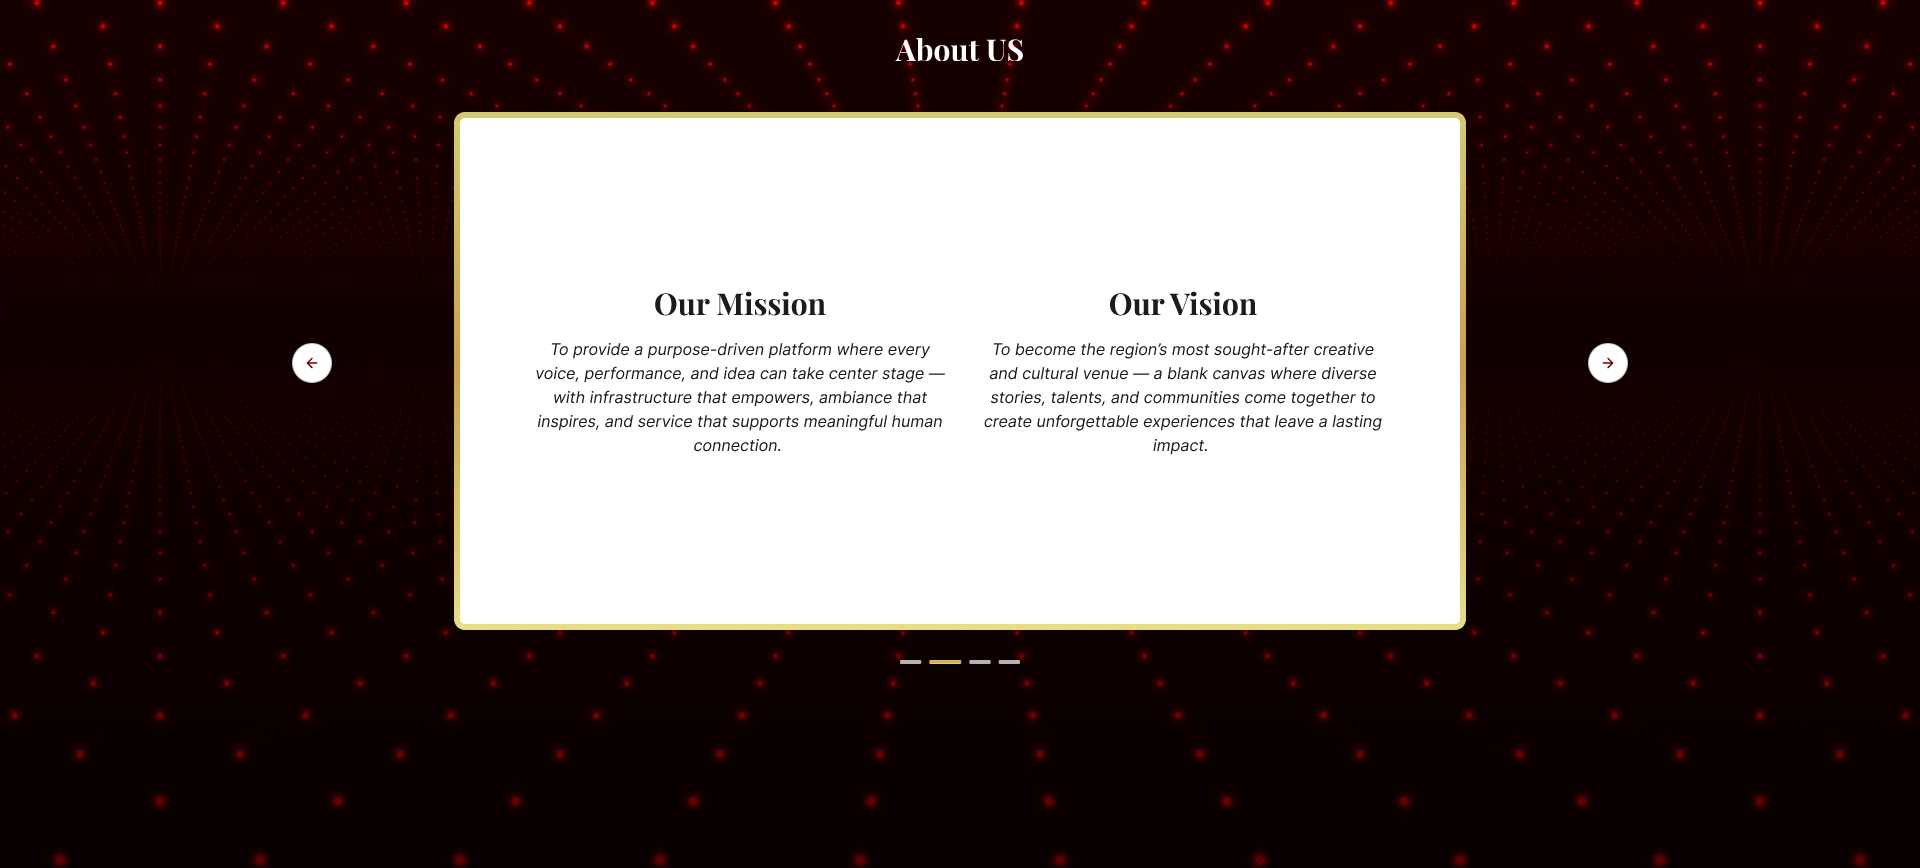 About US
Our Mission
To provide a purpose-driven platform where every
voice, performance, and idea can take center stage —
with infrastructure that empowers, ambiance that
inspires, and service that supports meaningful human
connection.
Our Vision
To become the region’s most sought-after creative
and cultural venue — a blank canvas where diverse
stories, talents, and communities come together to
create unforgettable experiences that leave a lasting
impact.